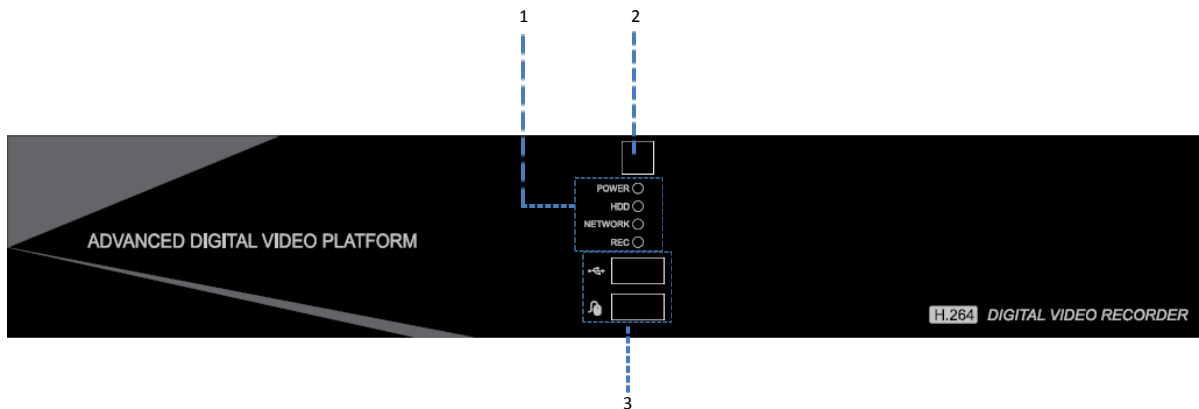 1
2
POWER
HDD
NETWORK
REC
ADVANCED DIGITAL VIDEO PLATFORM
H.264 DIGITAL VIDEO RECORDER
3